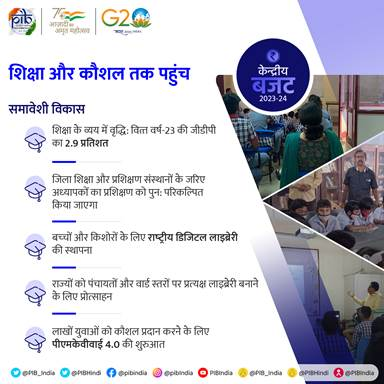 pib
आज़ादी का
अमृत महोत्सव
G20
केन्द्रीय
बजट
2023-24
शिक्षा और कौशल तक पहुंच
समावेशी विकास
शिक्षा के व्यय में वृद्धि: वित्त वर्ष-23 की जीडीपी
का 2.9 प्रतिशत
जिला शिक्षा और प्रशिक्षण संस्थानों के जरिए
अध्यापकों का प्रशिक्षण को पुन: परिकल्पित
किया जाएगा
बच्चों और किशोरों के लिए राष्ट्रीय डिजिटल लाइब्रेरी
की स्थापना
राज्यों को पंचायतों और वार्ड स्तरों पर प्रत्यक्ष लाइब्रेरी बनाने
के लिए प्रोत्साहन
लाखों युवाओं को कौशल प्रदान करने के लिए
पीएमकेवीवाई 4.0 की शुरुआत
@PIB_India @PIBHindi @pibindia @pibindia @PIBIndia @PIB_India @PIBHindi @PIBIndia